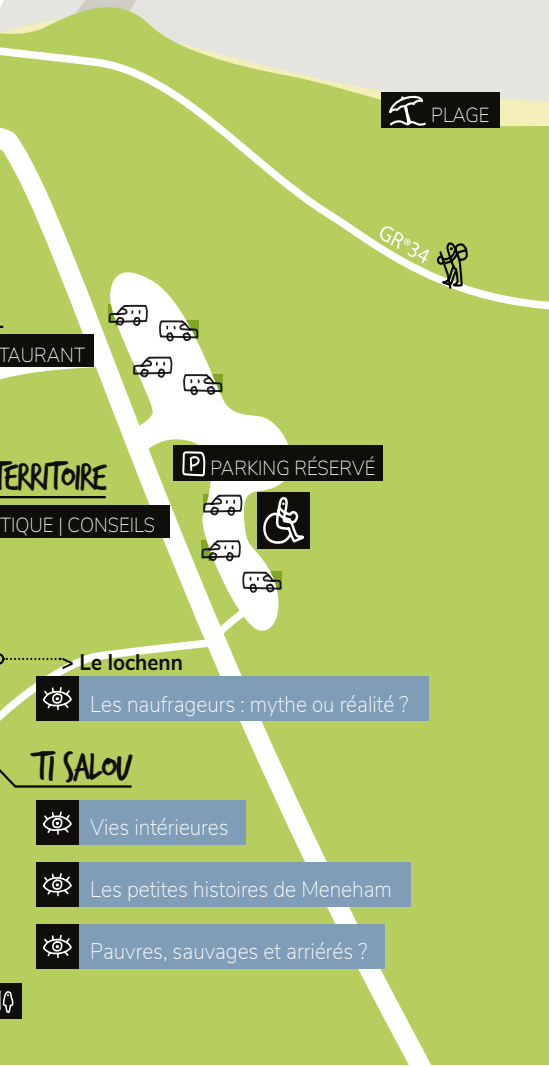 PLAGE
GR®34
TAURANT
P PARKING RÉSERVÉ
TERRITOIRE
TIQUE | CONSEILS
> Le lochenn
Les naufrageurs : mythe ou réalité ?
TI SALOU
Vies intérieures
Les petites histoires de Meneham
Pauvres, sauvages et arriérés ?